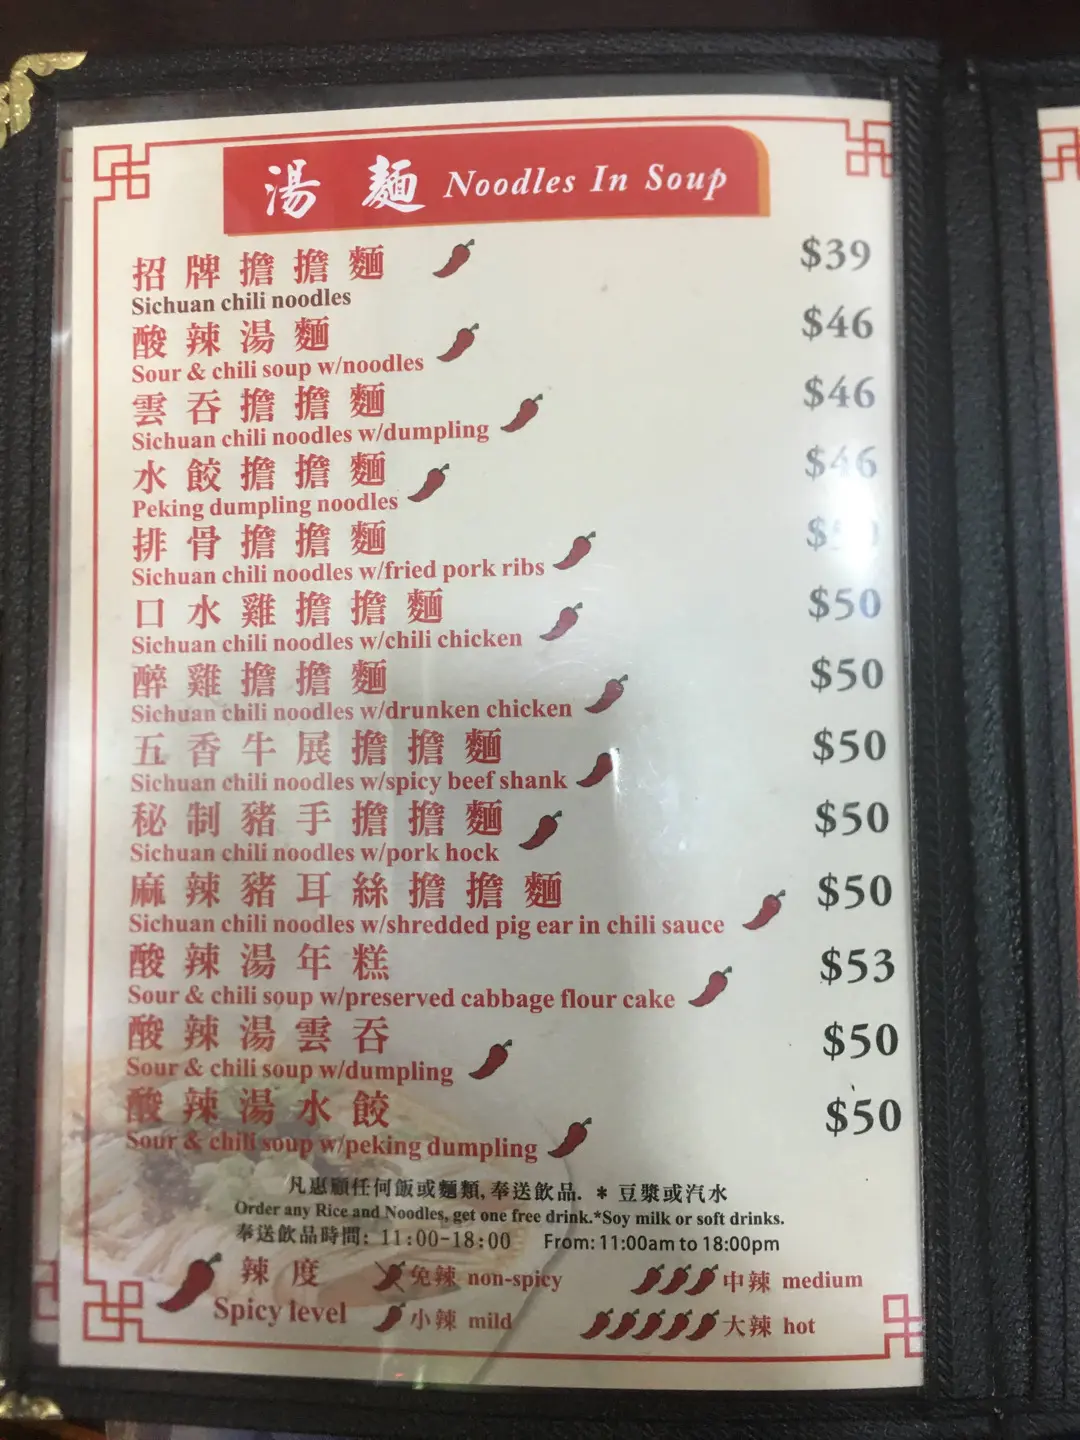 湯麵 Noodles In Soup
招牌擔擔麵 $39
Sichuan chili noodles
酸辣湯麵 $46
Sour & chili soup w/noodles
雲吞擔擔麵 $46
Sichuan chili noodles w/dumpling
水餃擔擔麵 $46
Peking dumpling noodles
排骨擔擔麵
Sichuan chili noodles w/fried pork ribs
口水雞擔擔麵 $50
Sichuan chili noodles w/chili chicken
醉雞擔擔麵 $50
Sichuan chili noodles w/drunken chicken
五香牛展擔擔麵 $50
Sichuan chili noodles w/spicy beef shank
秘制豬手擔擔麵 $50
Sichuan chili noodles w/pork hock
麻辣豬耳絲擔擔麵 $50
Sichuan chili noodles w/shredded pig ear in chili sauce
酸辣湯年糕 $53
Sour & chili soup w/preserved cabbage flour cake
酸辣湯雲吞 $50
Sour & chili soup w/dumpling
酸辣湯水餃 $50
Sour & chili soup w/peking dumpling
凡惠顧任何飯或麵類,奉送飲品. * 豆漿或汽水
Order any Rice and Noodles, get one free drink.*Soy milk or soft drinks.
奉送飲品時間: 11:00-18:00 From: 11:00am to 18:00pm
辣度 免辣 non-spicy 中辣 medium
Spicy level 小辣 mild 大辣 hot